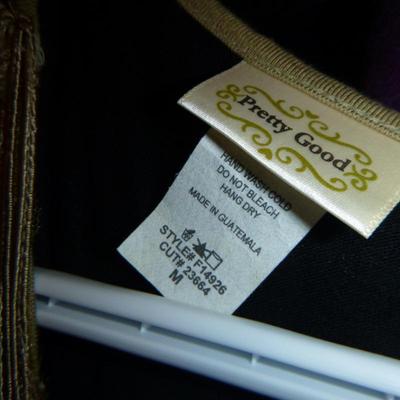 Pretty Good
HAND WASH COLD
DO NOT BLEACH
HANG DRY
MADE IN GUATEMALA
STYLE# F14926
CUT# 23664
M